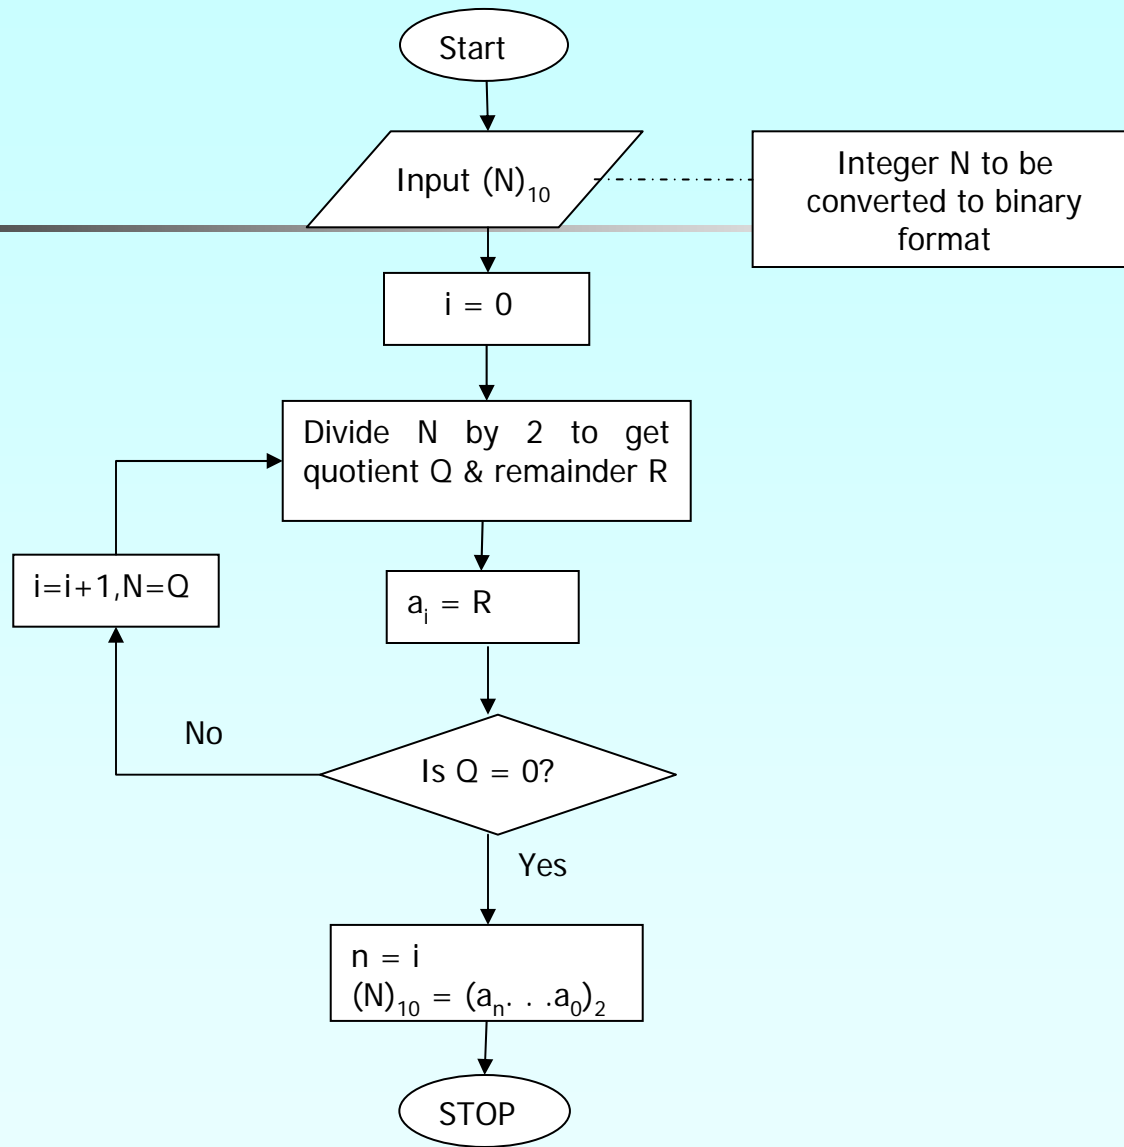 Start
Input (N)₁₀
Integer N to be
converted to binary
format
i = 0
Divide N by 2 to get
quotient Q & remainder R
i=i+1,N=Q
aᵢ = R
No
Is Q = 0?
Yes
n = i
(N)₁₀ = (aₙ. . .a₀)₂
STOP